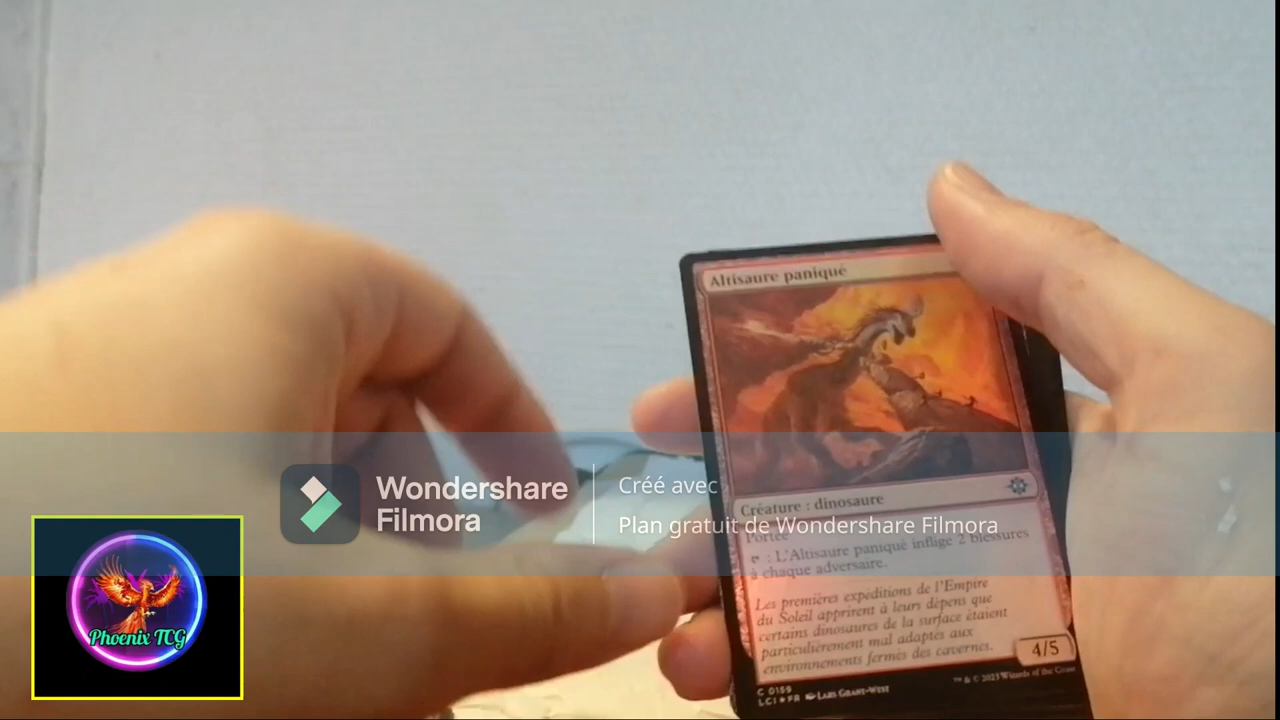 Altisaure paniqué
Wondershare
Filmora
Créé avec
Plan gratuit de Wondershare Filmora
Créature : dinosaure
Portée
: L'Altisaure paniqué inflige 2 blessures
à chaque adversaire.
Les premières expéditions de l'Empire
du Soleil apprirent à leurs dépens que
certains dinosaures de la surface étaient
particulièrement mal adaptés aux
environnements fermés des cavernes.
4/5
C 0159
LCI ★ FR Lars Grant-West
™ & © 2023 Wizards of the Coast
Phoenix TCG